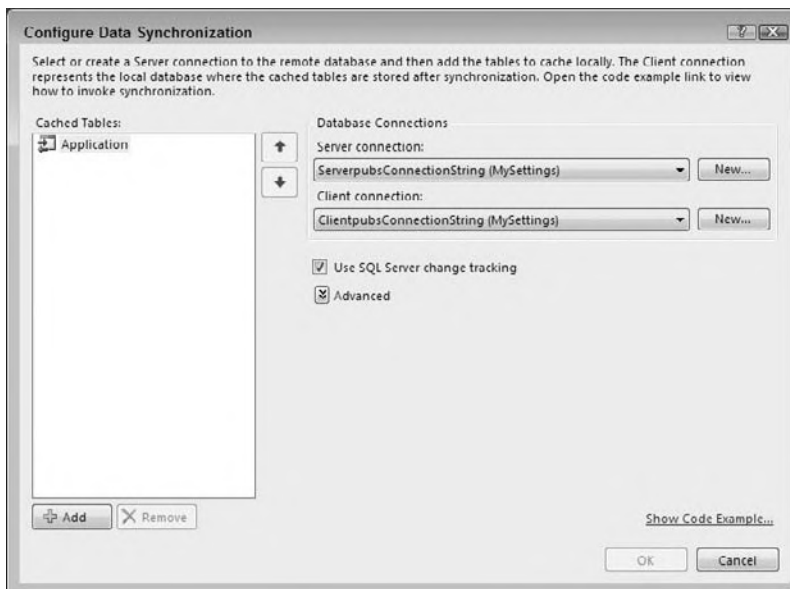 Configure Data Synchronization
Select or create a Server connection to the remote database and then add the tables to cache locally. The Client connection
represents the local database where the cached tables are stored after synchronization. Open the code example link to view
how to invoke synchronization.
Cached Tables:
Application
Database Connections
Server connection:
ServerpubsConnectionString (MySettings)
New...
Client connection:
ClientpubsConnectionString (MySettings)
New...
Use SQL Server change tracking
Advanced
Add
Remove
Show Code Example...
OK
Cancel